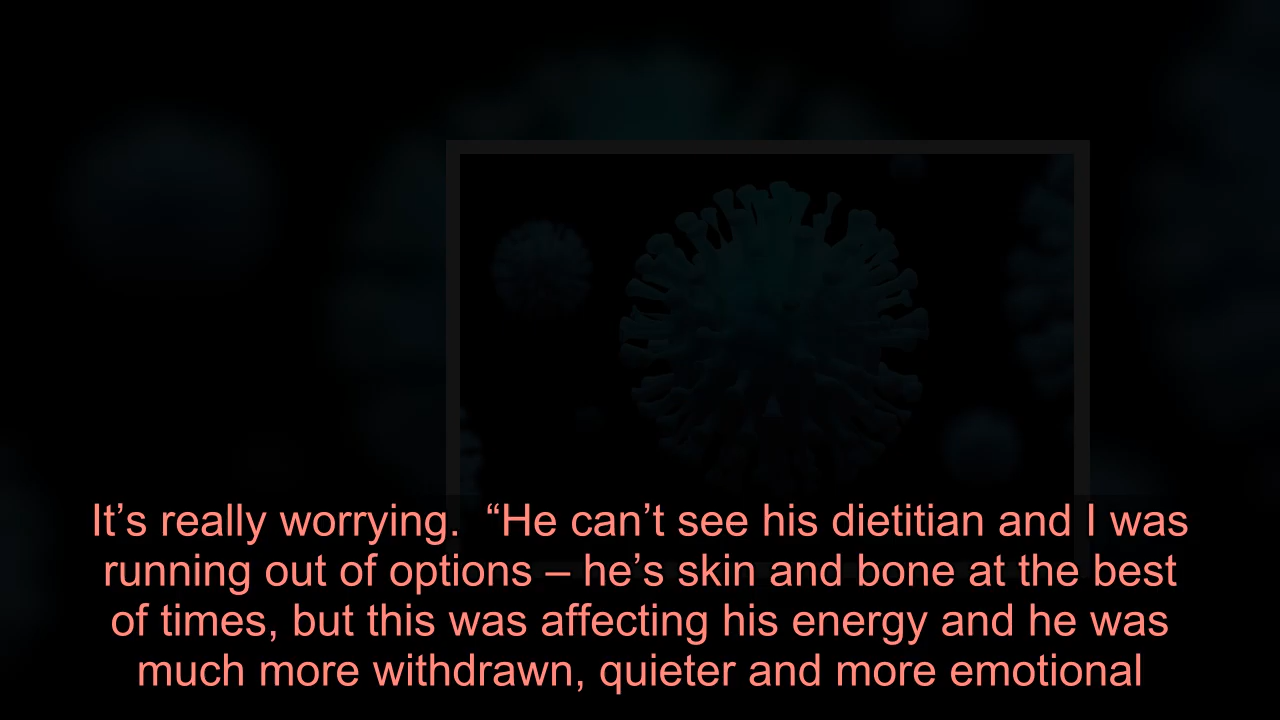 It’s really worrying.  “He can’t see his dietitian and I was
running out of options – he’s skin and bone at the best
of times, but this was affecting his energy and he was
much more withdrawn, quieter and more emotional